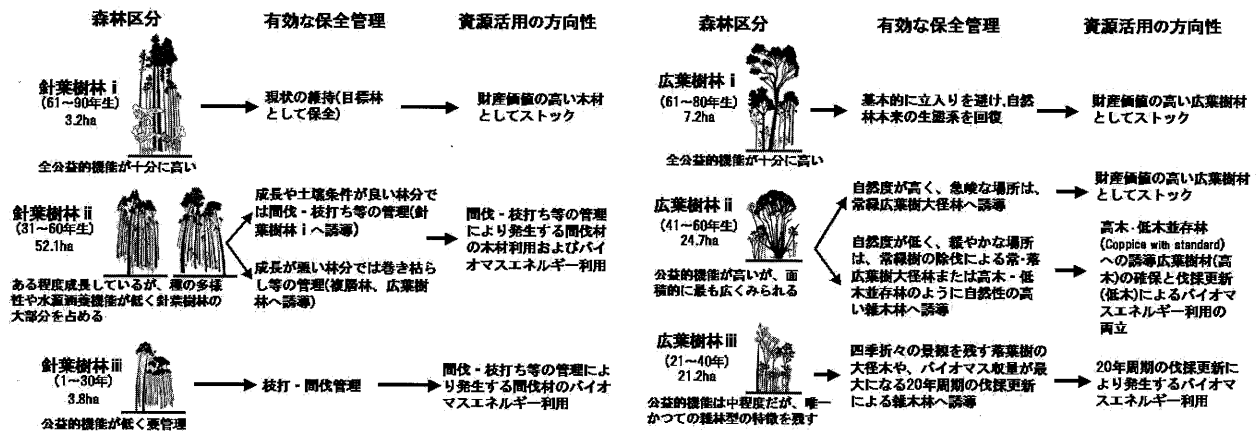 森林区分
有効な保全管理
資源活用の方向性
針葉樹林ⅰ
(61〜90年生)
3.2ha
現状の維持(目標林
として保全)
財産価値の高い木材
としてストック
全公益的機能が十分に高い
針葉樹林ⅱ
(31〜60年生)
52.1ha
成長や土壌条件が良い林分で
は間伐・枝打ち等の管理(針
葉樹林ⅰへ誘導)
成長が悪い林分では巻き枯ら
し等の管理(複層林、広葉樹
林へ誘導)
間伐・枝打ち等の管理
により発生する間伐材
の木材利用およびバイ
オマスエネルギー利用
ある程度成長しているが、種の多様
性や水源涵養機能が低く針葉樹林の
大部分を占める
針葉樹林ⅲ
(1〜30年)
3.8ha
枝打・間伐管理
間伐・枝打ち等の管理によ
り発生する間伐材のバイオ
マスエネルギー利用
公益的機能が低く要管理
森林区分
有効な保全管理
資源活用の方向性
広葉樹林ⅰ
(61〜80年生)
7.2ha
基本的に立入りを避け、自然
林本来の生態系を回復
財産価値の高い広葉樹材
としてストック
全公益的機能が十分に高い
広葉樹林ⅱ
(41〜60年生)
24.7ha
自然度が高く、急峻な場所は、
常緑広葉樹大径林へ誘導
財産価値の高い広葉樹材
としてストック
自然度が低く、緩やかな場所
は、常緑樹の除伐による常・落
広葉樹大径林または高木・低
木並存林のように自然性の高
い雑木林へ誘導
高木・低木並存林
(Coppice with standard)
への誘導広葉樹材(高
木)の確保と伐採更新
(低木)によるバイオマ
スエネルギー利用の
両立
公益的機能が高いが、面
積的に最も広くみられる
広葉樹林ⅲ
(21〜40年)
21.2ha
四季折々の景観を残す落葉樹の
大径木や、バイオマス収量が最
大になる20年周期の伐採更新
による雑木林へ誘導
20年周期の伐採更新に
より発生するバイオマ
スエネルギー利用
公益的機能は中程度だが、唯一
かつての雑林型の特徴を残す